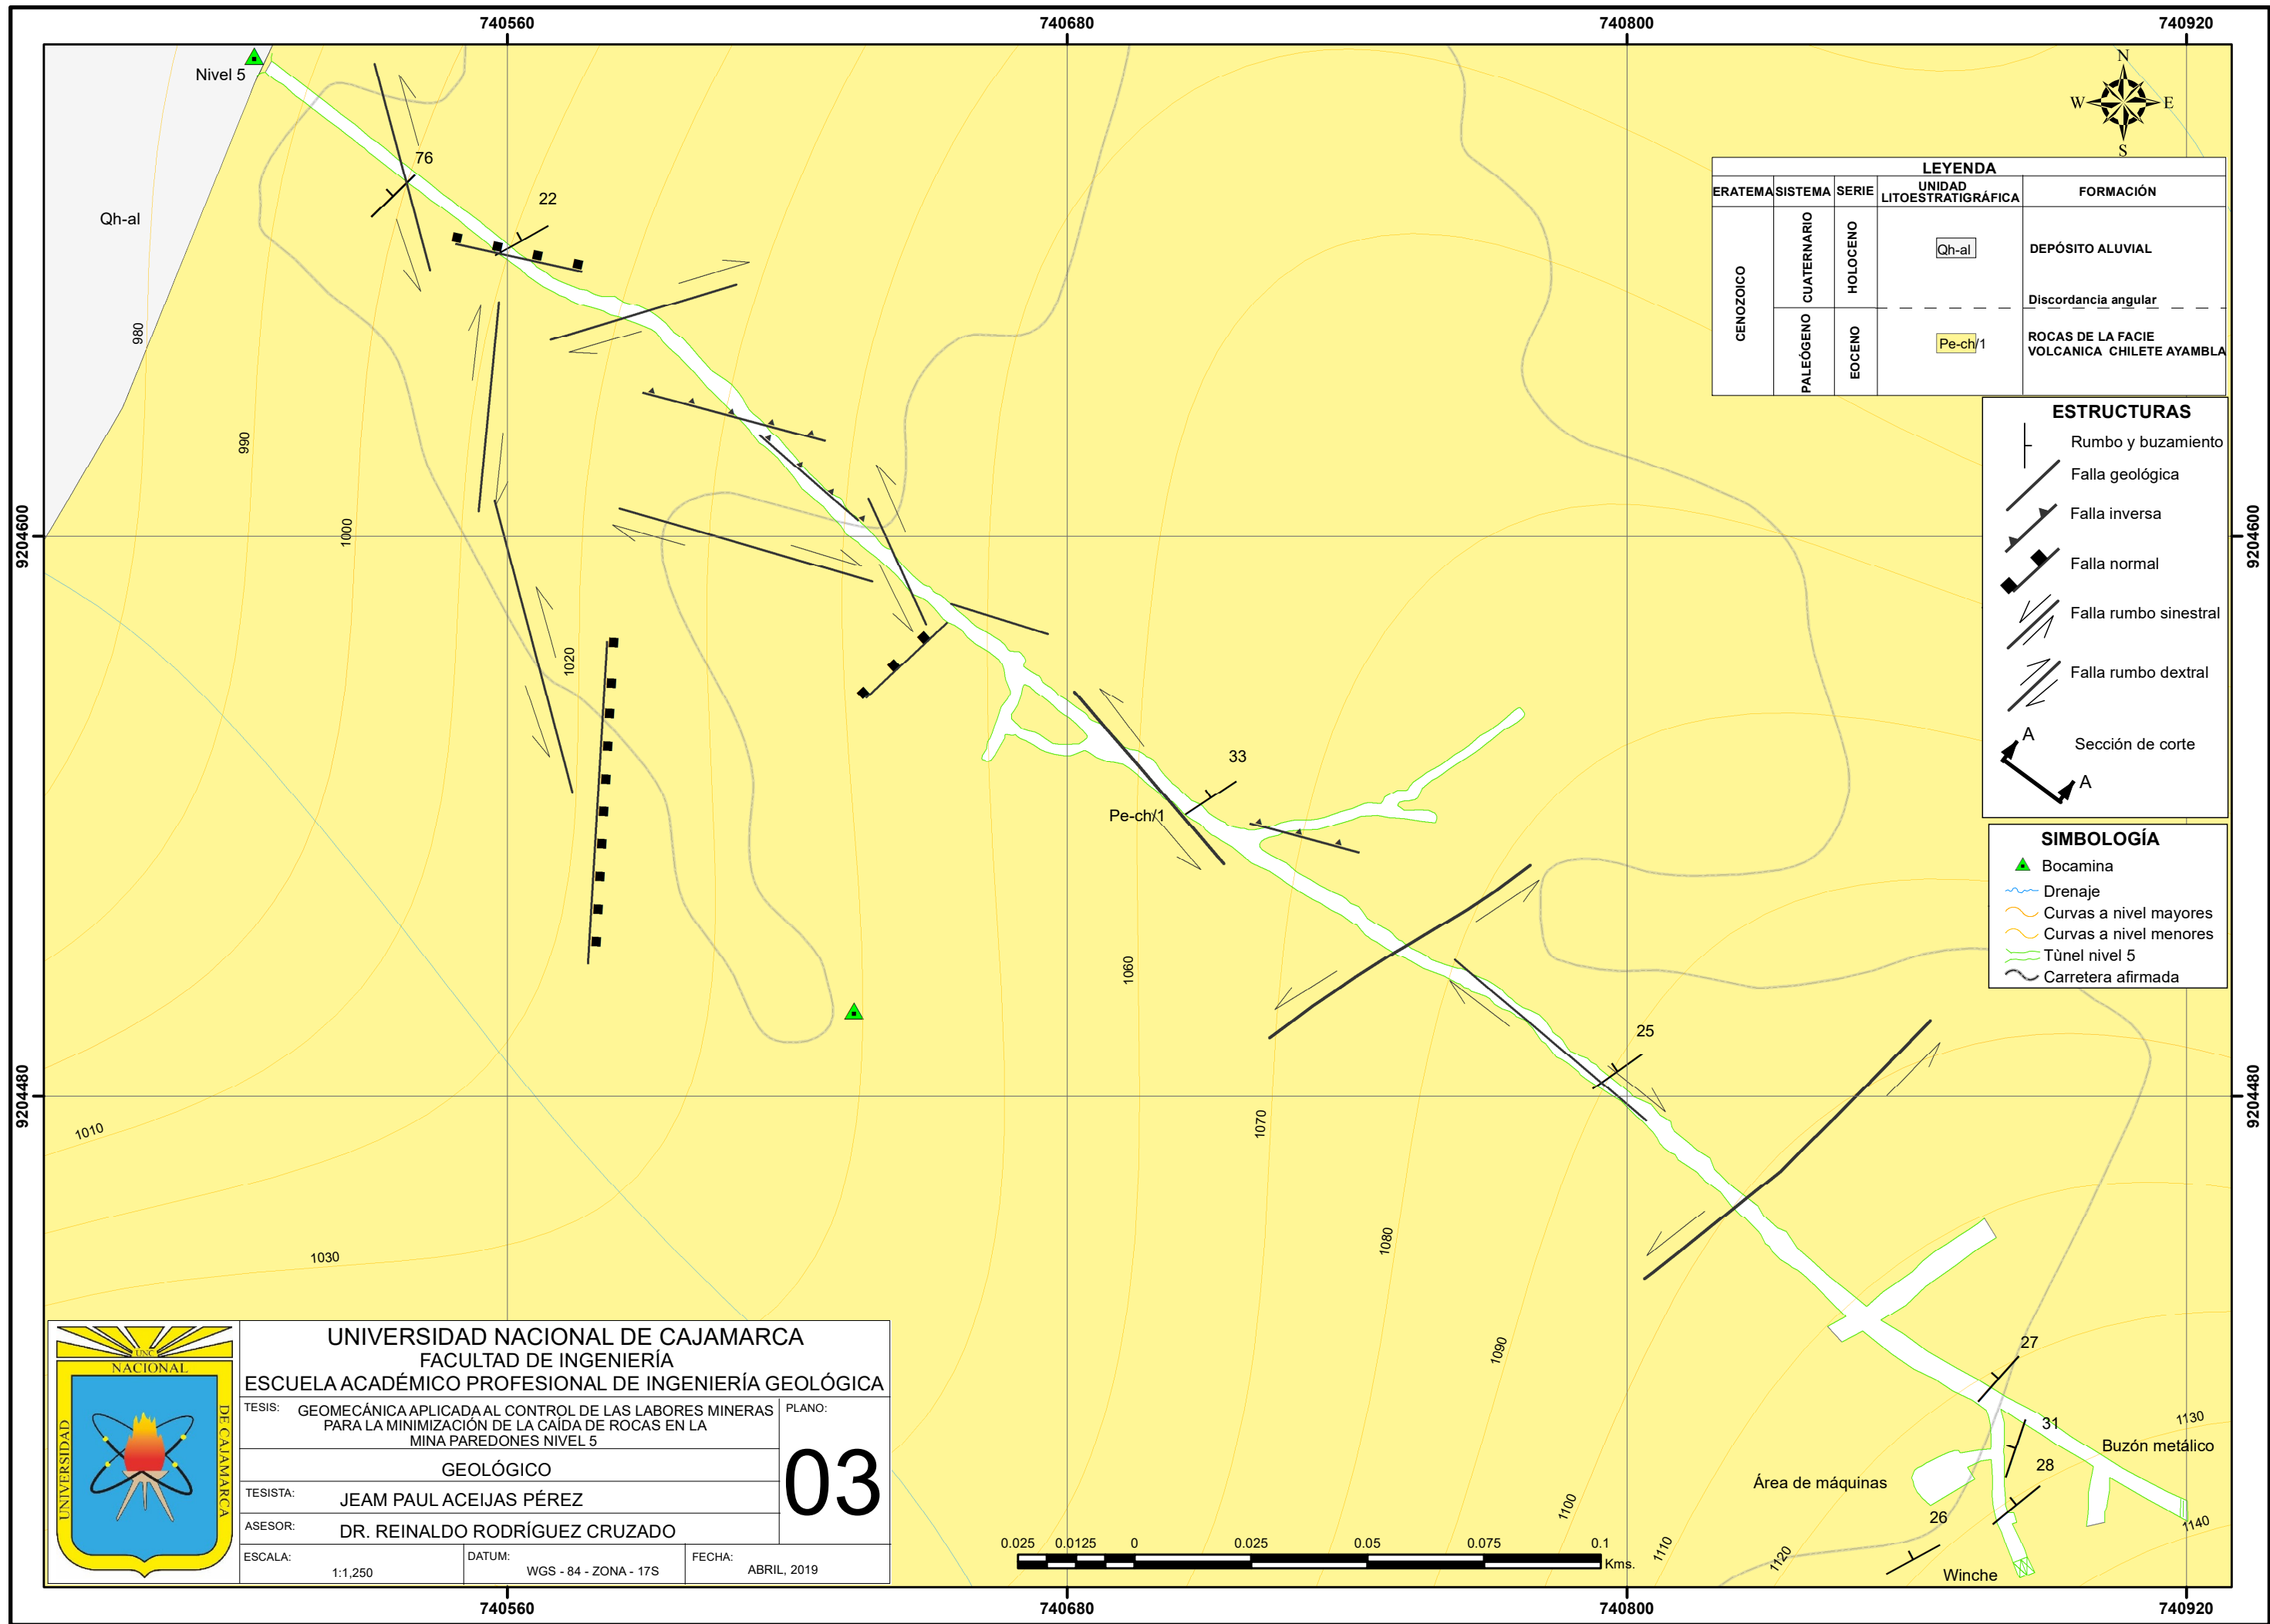 740560
740680
740800
740920
Nivel 5
N
W
E
S
76
22
Qh-al
980
990
1000
1020
9204600
9204600
LEYENDA
ERATEMA
SISTEMA
SERIE
UNIDAD
LITOESTRATIGRÁFICA
FORMACIÓN
CENOZOICO
CUATERNARIO
HOLOCENO
Qh-al
DEPÓSITO ALUVIAL
Discordancia angular
PALEÓGENO
EOCENO
Pe-ch/1
ROCAS DE LA FACIE
VOLCANICA CHILETE AYAMBLA
ESTRUCTURAS
Rumbo y buzamiento
Falla geológica
Falla inversa
Falla normal
Falla rumbo sinestral
Falla rumbo dextral
A
Sección de corte
A
SIMBOLOGÍA
Bocamina
Drenaje
Curvas a nivel mayores
Curvas a nivel menores
Tùnel nivel 5
Carretera afirmada
33
Pe-ch/1
1060
25
1070
9204480
9204480
1010
1030
1080
1090
27
31
1130
Buzón metálico
28
Área de máquinas
26
1100
1110
1120
1140
Winche
UNC
NACIONAL
UNIVERSIDAD
DE CAJAMARCA
UNIVERSIDAD NACIONAL DE CAJAMARCA
FACULTAD DE INGENIERÍA
ESCUELA ACADÉMICO PROFESIONAL DE INGENIERÍA GEOLÓGICA
TESIS: GEOMECÁNICA APLICADA AL CONTROL DE LAS LABORES MINERAS
PARA LA MINIMIZACIÓN DE LA CAÍDA DE ROCAS EN LA
MINA PAREDONES NIVEL 5
PLANO:
03
GEOLÓGICO
TESISTA: JEAM PAUL ACEIJAS PÉREZ
ASESOR: DR. REINALDO RODRÍGUEZ CRUZADO
ESCALA: 1:1,250
DATUM: WGS - 84 - ZONA - 17S
FECHA: ABRIL, 2019
0.025 0.0125 0 0.025 0.05 0.075 0.1
Kms.
740560
740680
740800
740920